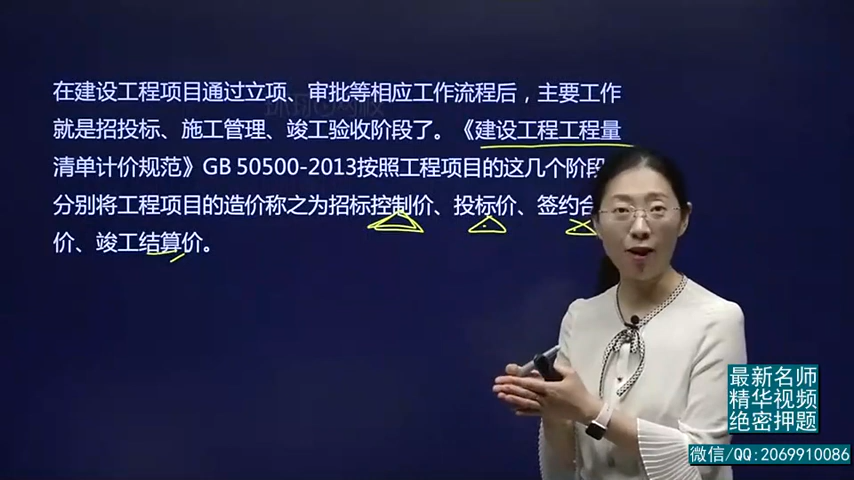 在建设工程项目通过立项、审批等相应工作流程后，主要工作
就是招投标、施工管理、竣工验收阶段了。《建设工程工程量
清单计价规范》GB 50500-2013按照工程项目的这几个阶段
分别将工程项目的造价称之为招标控制价、投标价、签约合
价、竣工结算价。
最新名师
精华视频
绝密押题
微信/QQ:2069910086